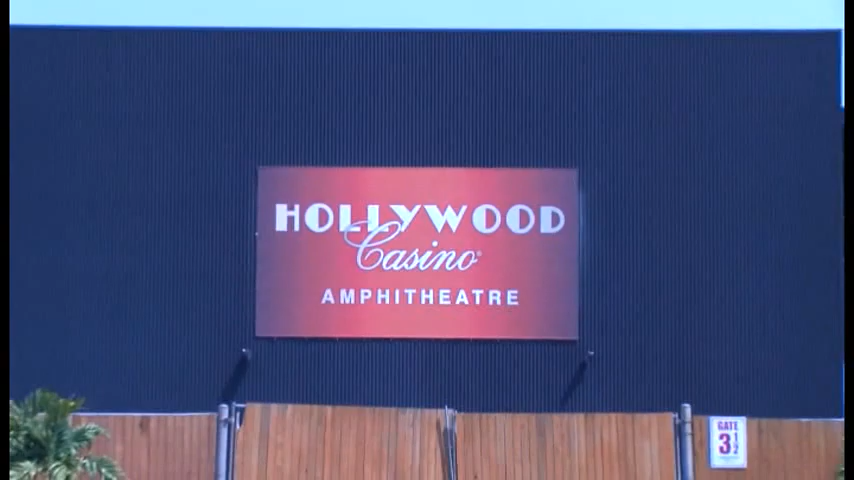 HOLLYWOOD
Casino®
AMPHITHEATRE
GATE
3 1/2